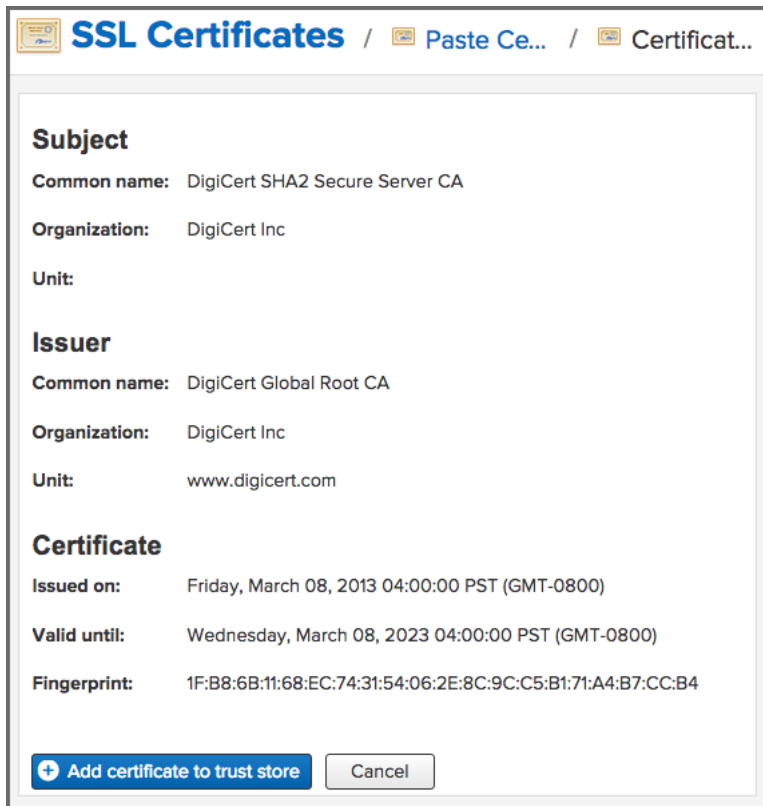 SSL Certificates / Paste Ce... / Certificat...
Subject
Common name: DigiCert SHA2 Secure Server CA
Organization: DigiCert Inc
Unit:
Issuer
Common name: DigiCert Global Root CA
Organization: DigiCert Inc
Unit: www.digicert.com
Certificate
Issued on: Friday, March 08, 2013 04:00:00 PST (GMT-0800)
Valid until: Wednesday, March 08, 2023 04:00:00 PST (GMT-0800)
Fingerprint: 1F:B8:6B:11:68:EC:74:31:54:06:2E:8C:9C:C5:B1:71:A4:B7:CC:B4
Add certificate to trust store Cancel